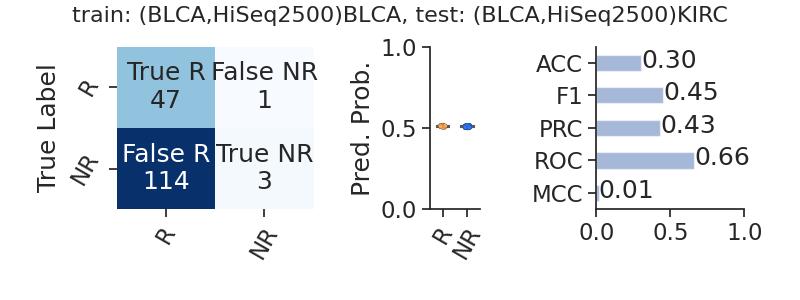 train: (BLCA,HiSeq2500)BLCA, test: (BLCA,HiSeq2500)KIRC
True Label
R
NR
True R
47
False NR
1
False R
114
True NR
3
R
NR
Pred. Prob.
1.0
0.5
0.0
R
NR
ACC
0.30
F1
0.45
PRC
0.43
ROC
0.66
MCC
0.01
0.0
0.5
1.0